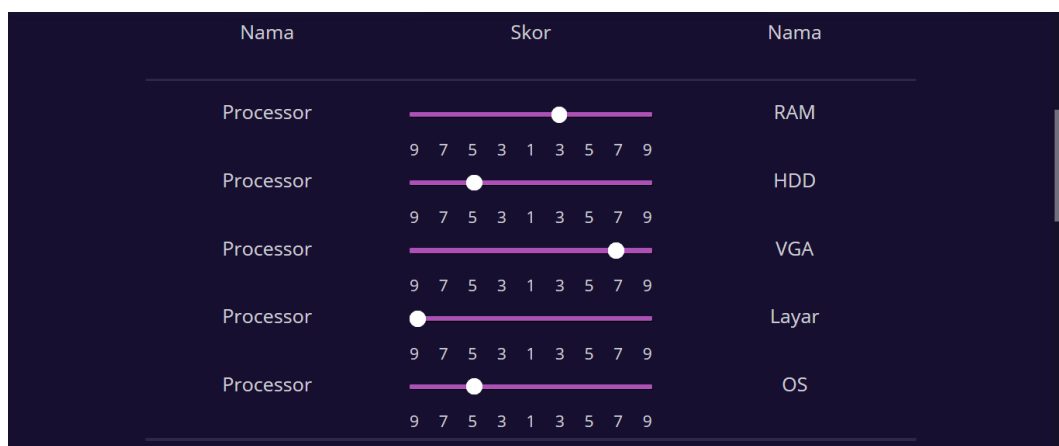 Nama Skor Nama
Processor RAM
9 7 5 3 1 3 5 7 9
Processor HDD
9 7 5 3 1 3 5 7 9
Processor VGA
9 7 5 3 1 3 5 7 9
Processor Layar
9 7 5 3 1 3 5 7 9
Processor OS
9 7 5 3 1 3 5 7 9